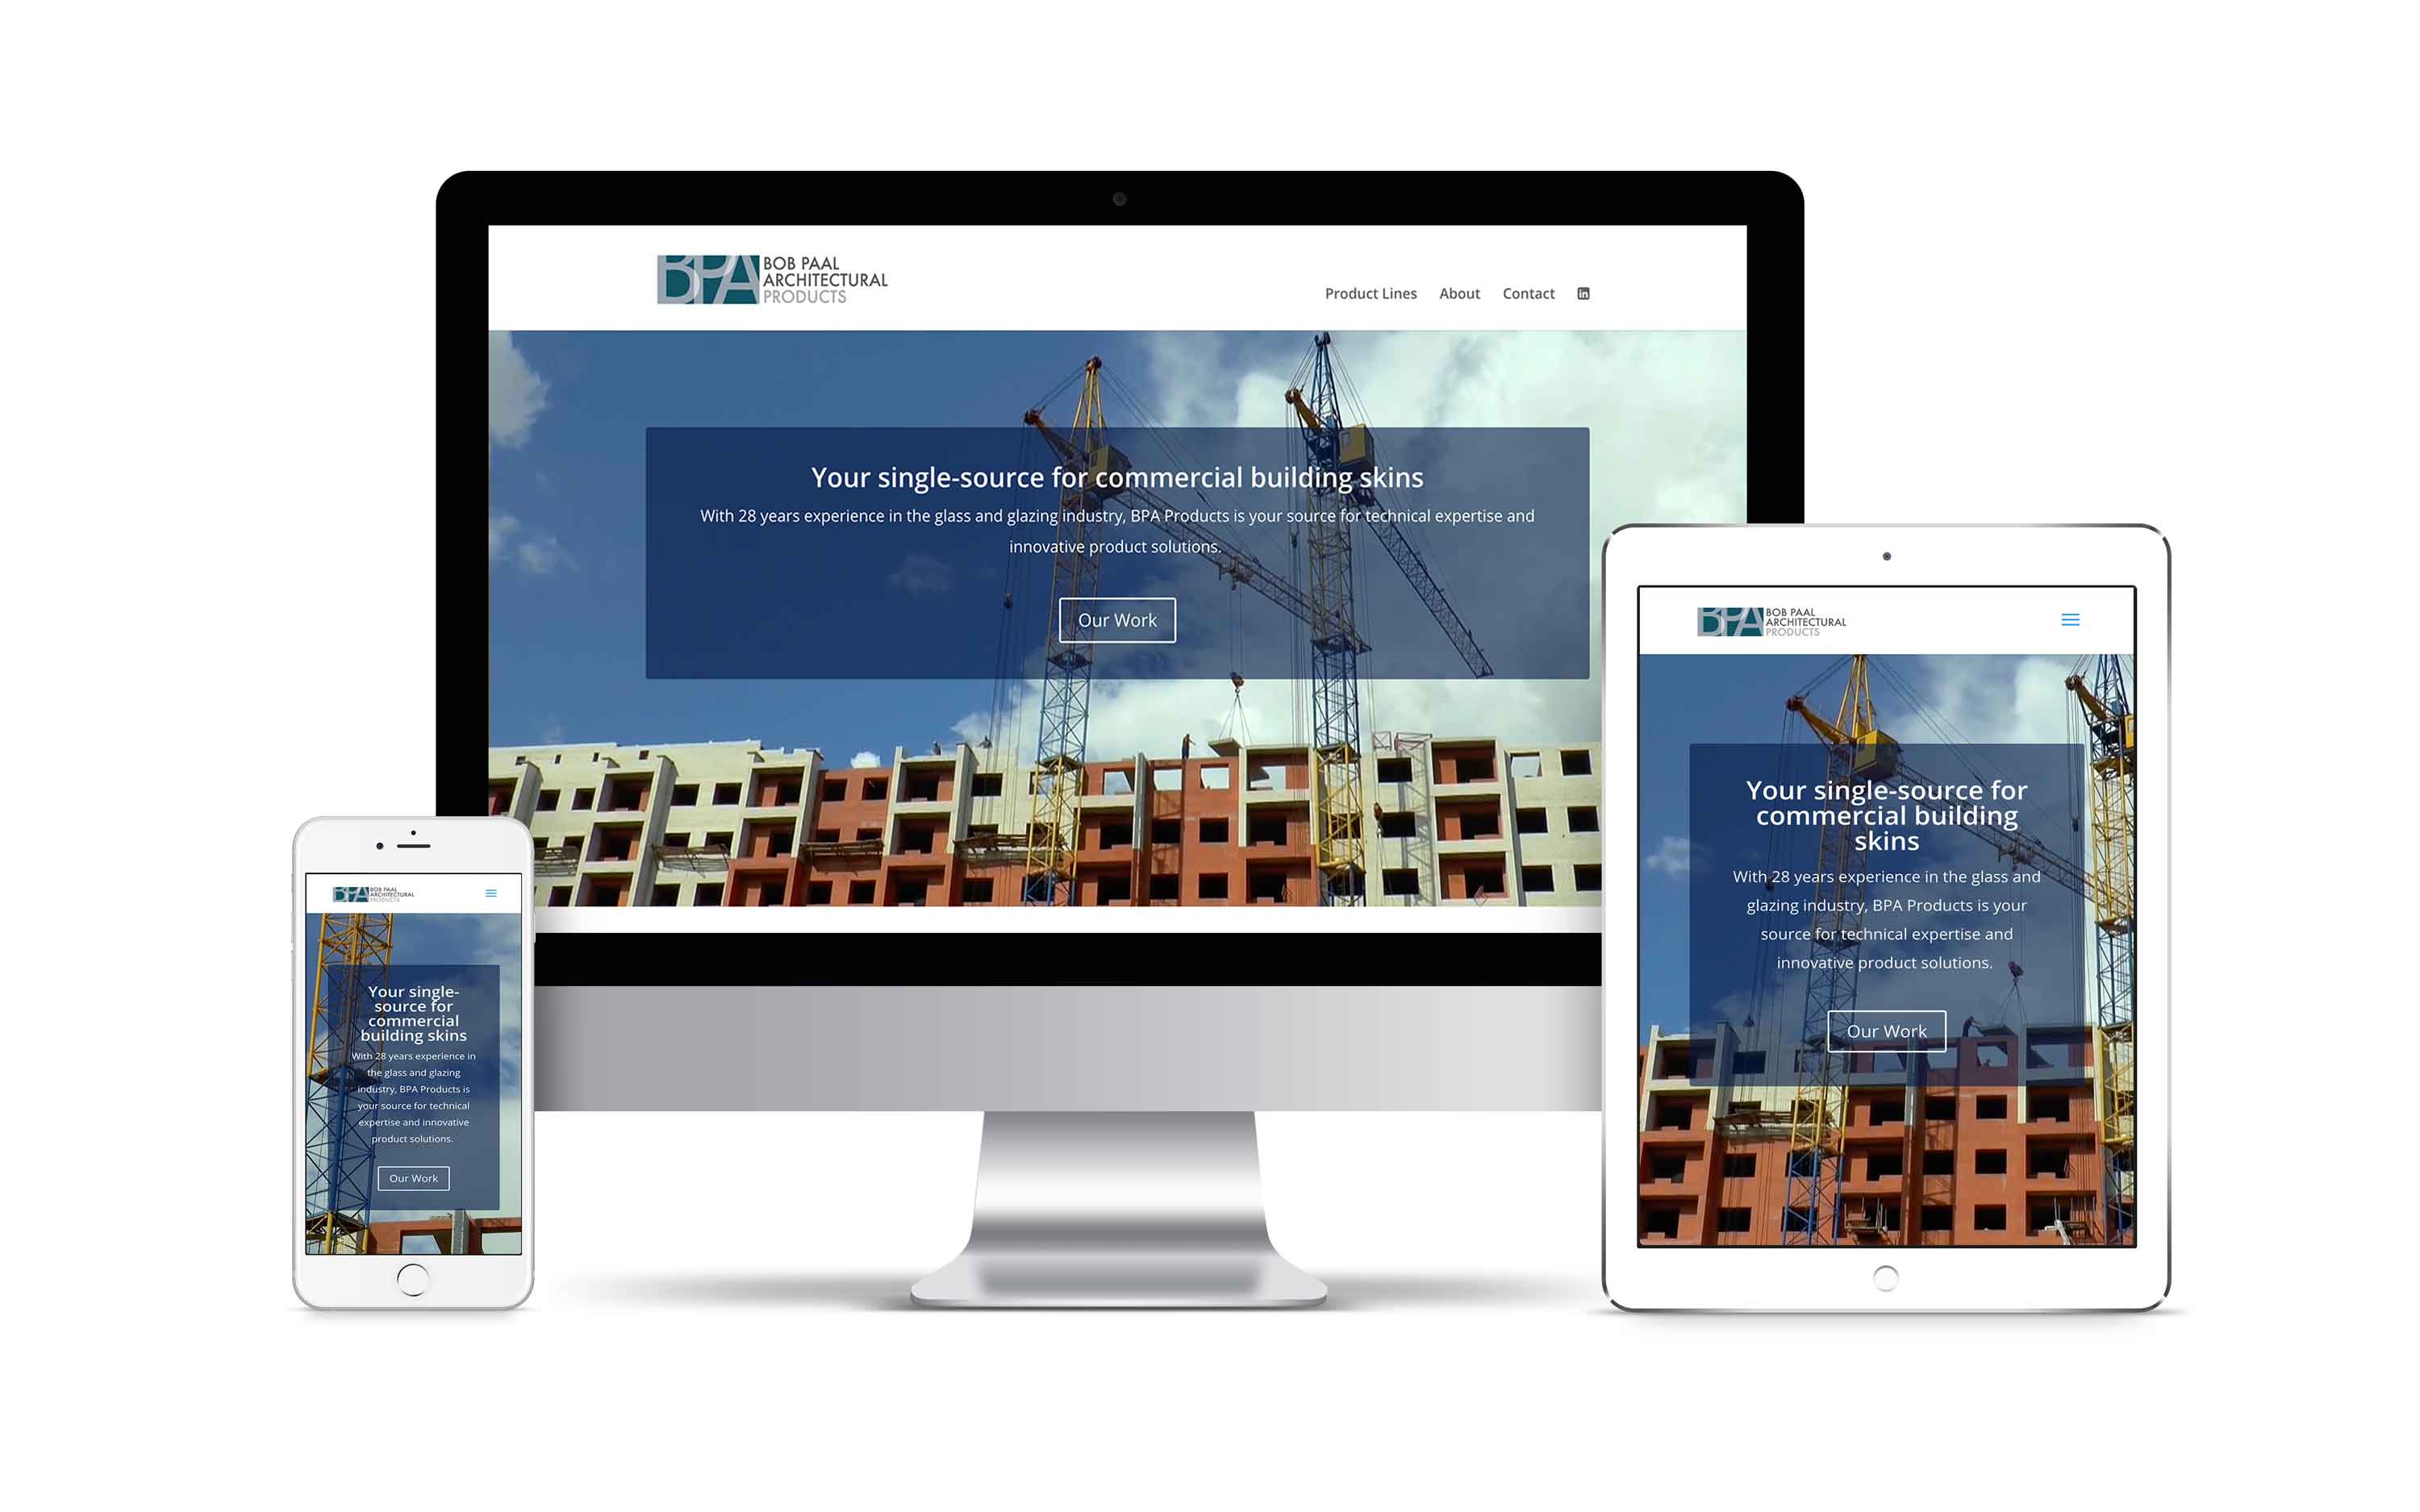 BPA
BOB PAAL
ARCHITECTURAL
PRODUCTS
Product Lines About Contact in
Your single-source for commercial building skins
With 28 years experience in the glass and glazing industry, BPA Products is your source for technical expertise and
innovative product solutions.
Our Work
BPA
BOB PAAL
ARCHITECTURAL
PRODUCTS
Your single-
source for
commercial
building skins
With 28 years experience in
the glass and glazing
industry, BPA Products is
your source for technical
expertise and innovative
product solutions.
Our Work
BPA
BOB PAAL
ARCHITECTURAL
PRODUCTS
Your single-source for
commercial building
skins
With 28 years experience in the glass and
glazing industry, BPA Products is your
source for technical expertise and
innovative product solutions.
Our Work